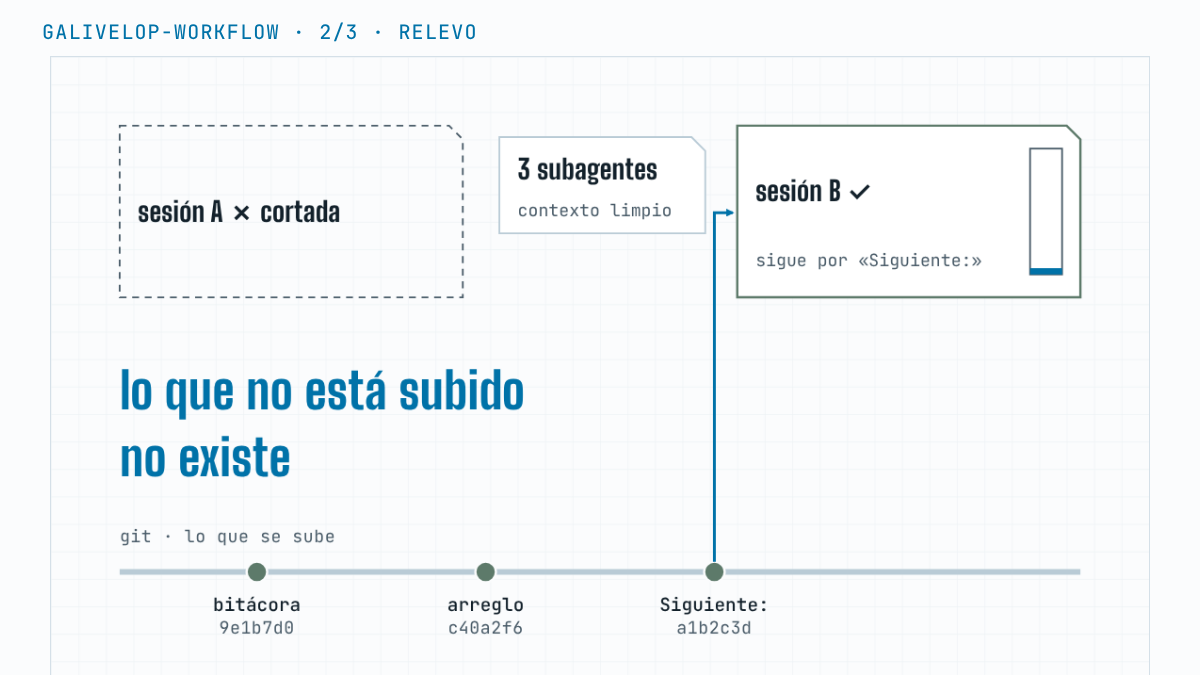 GALIVELOP-WORKFLOW · 2/3 · RELEVO
sesión A × cortada
3 subagentes
contexto limpio
sesión B ✓
sigue por «Siguiente:»
lo que no está subido
no existe
git · lo que se sube
bitácora
9e1b7d0
arreglo
c40a2f6
Siguiente:
a1b2c3d